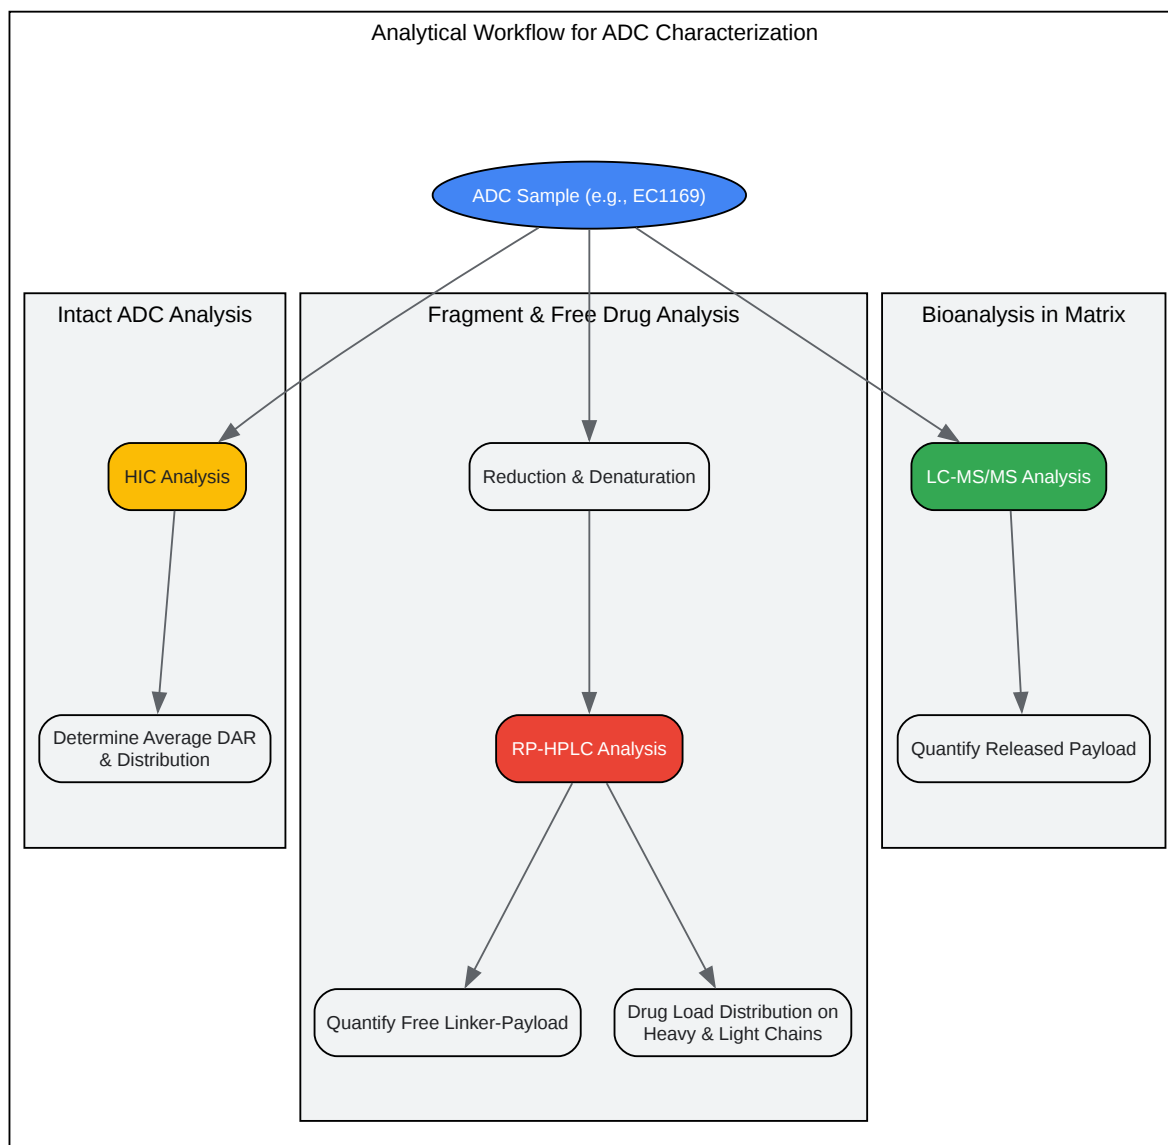 Analytical Workflow for ADC Characterization
ADC Sample (e.g., EC1169)
Intact ADC Analysis
Fragment & Free Drug Analysis
Bioanalysis in Matrix
HIC Analysis
Reduction & Denaturation
LC-MS/MS Analysis
Determine Average DAR
& Distribution
RP-HPLC Analysis
Quantify Released Payload
Quantify Free Linker-Payload
Drug Load Distribution on
Heavy & Light Chains